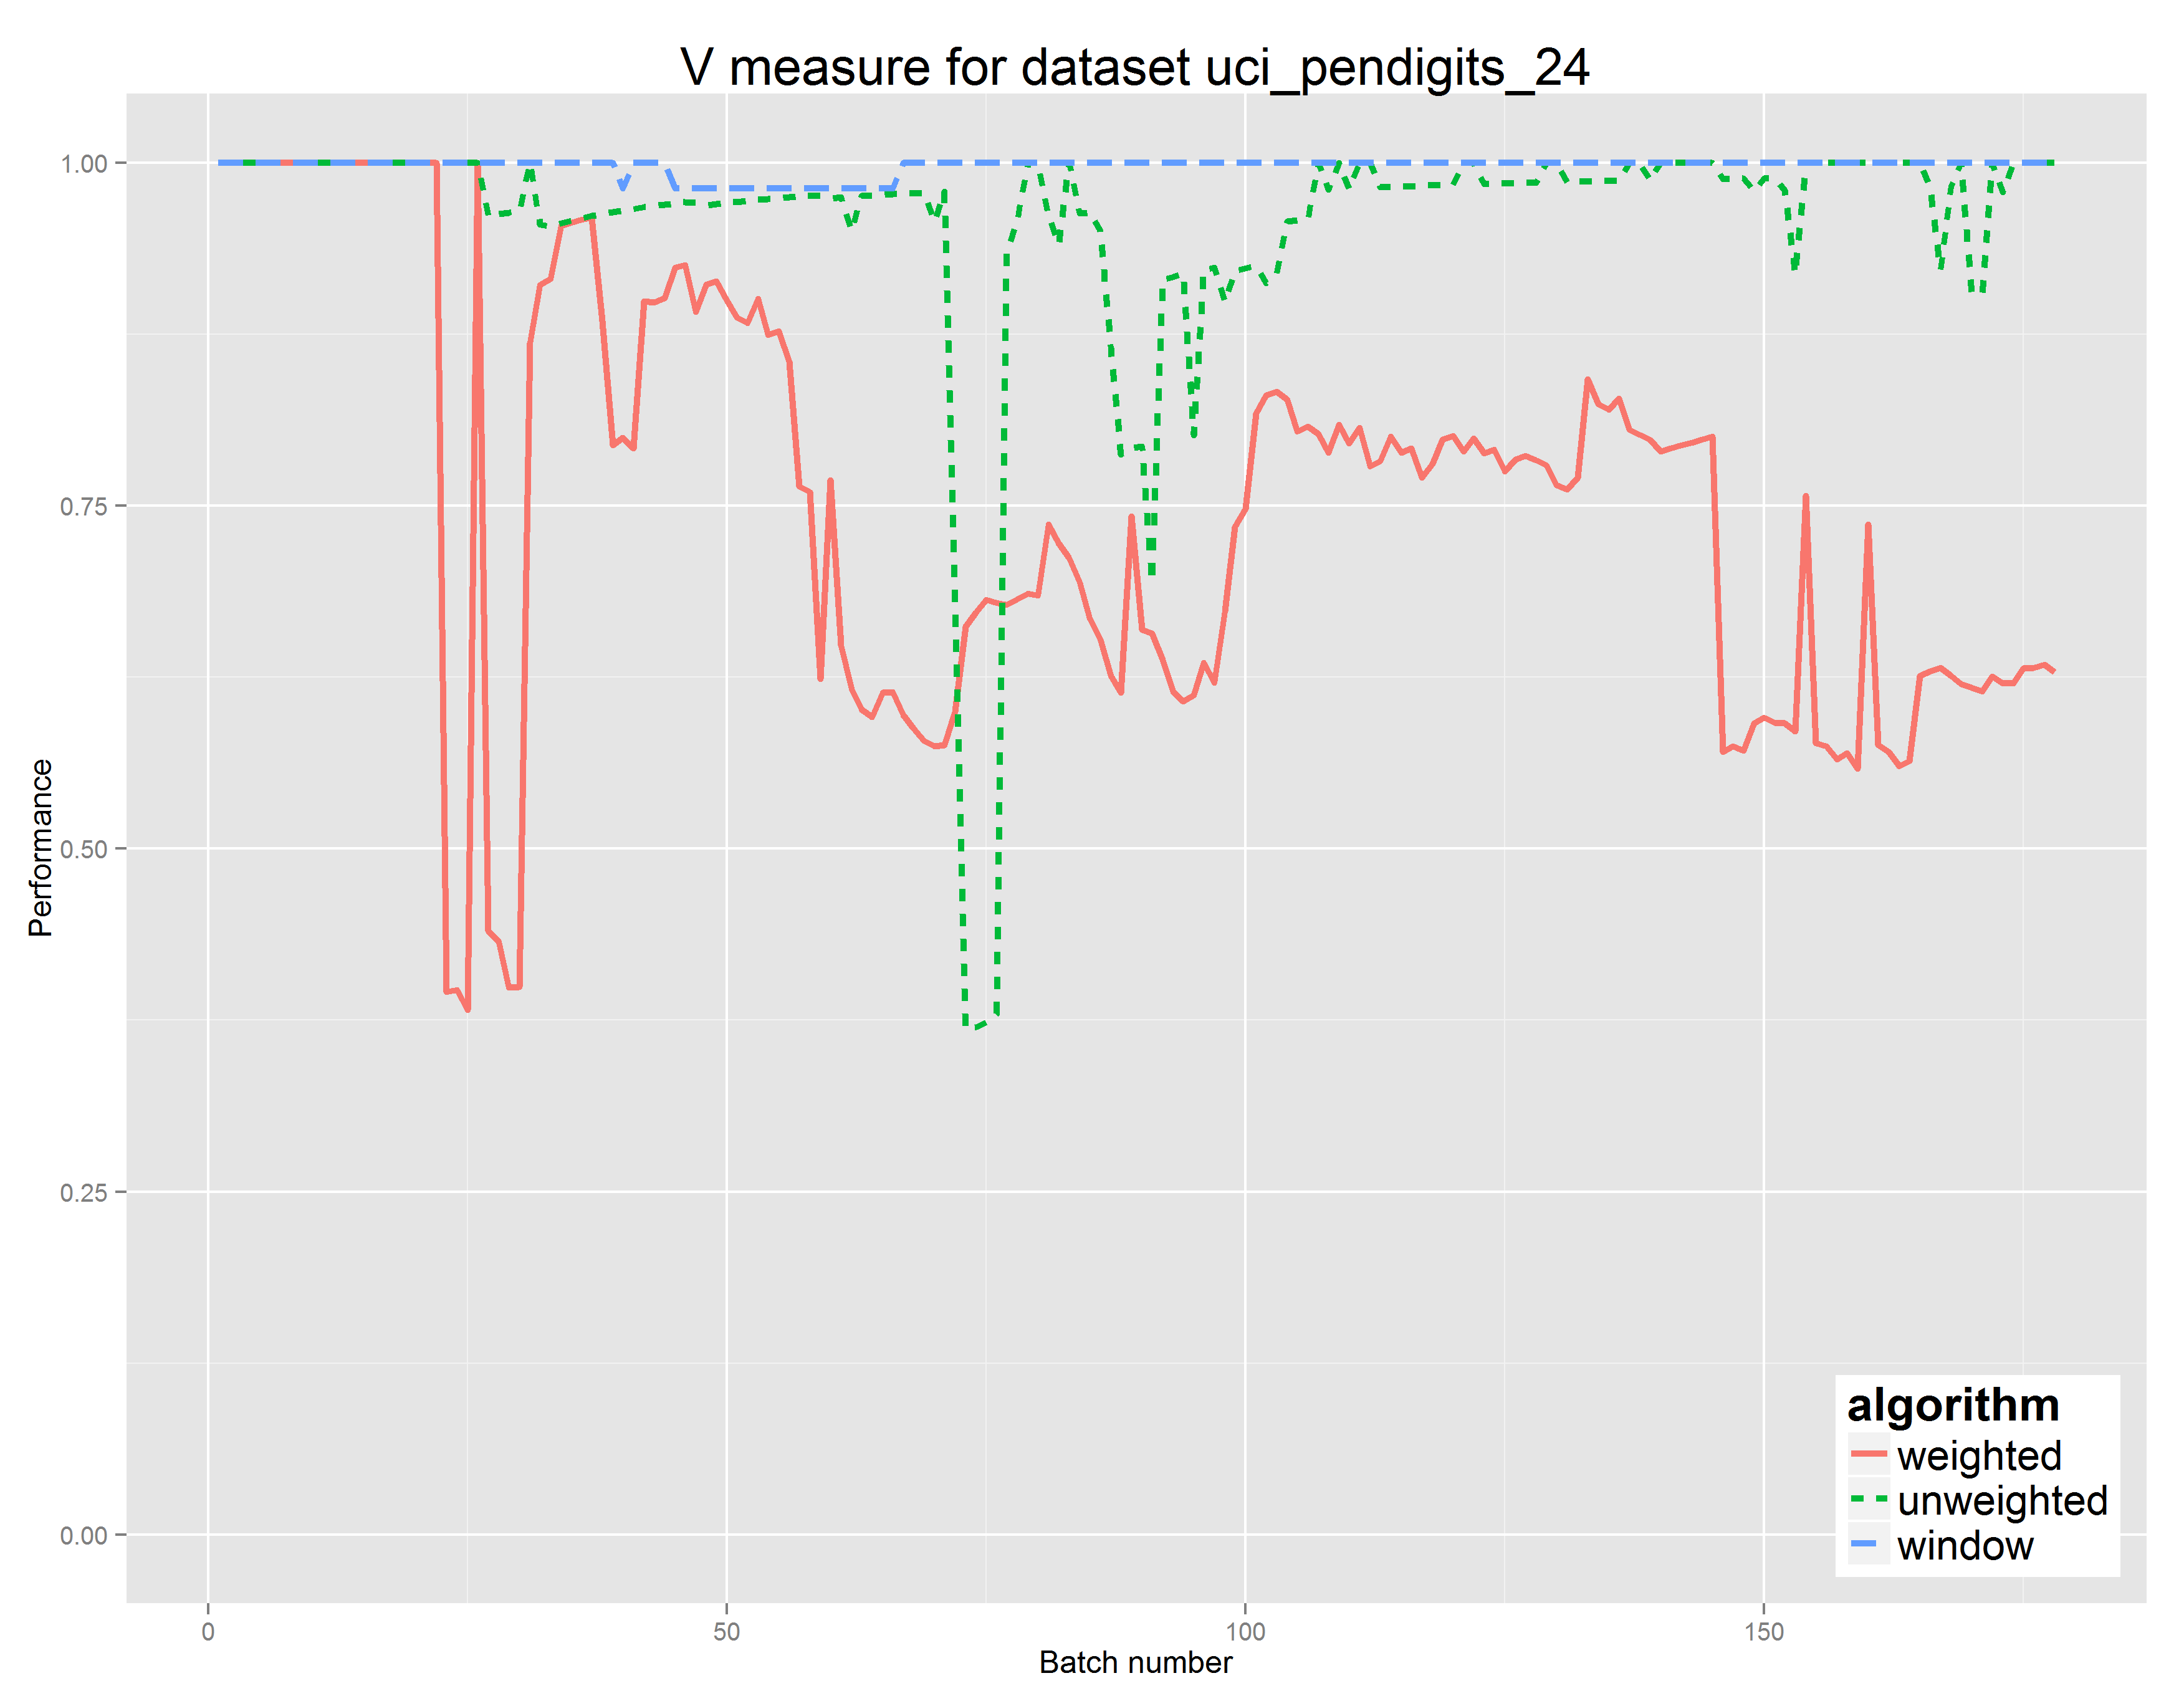 V measure for dataset uci_pendigits_24
Performance
1.00
0.75
0.50
0.25
0.00
0
50
100
150
Batch number
algorithm
weighted
unweighted
window